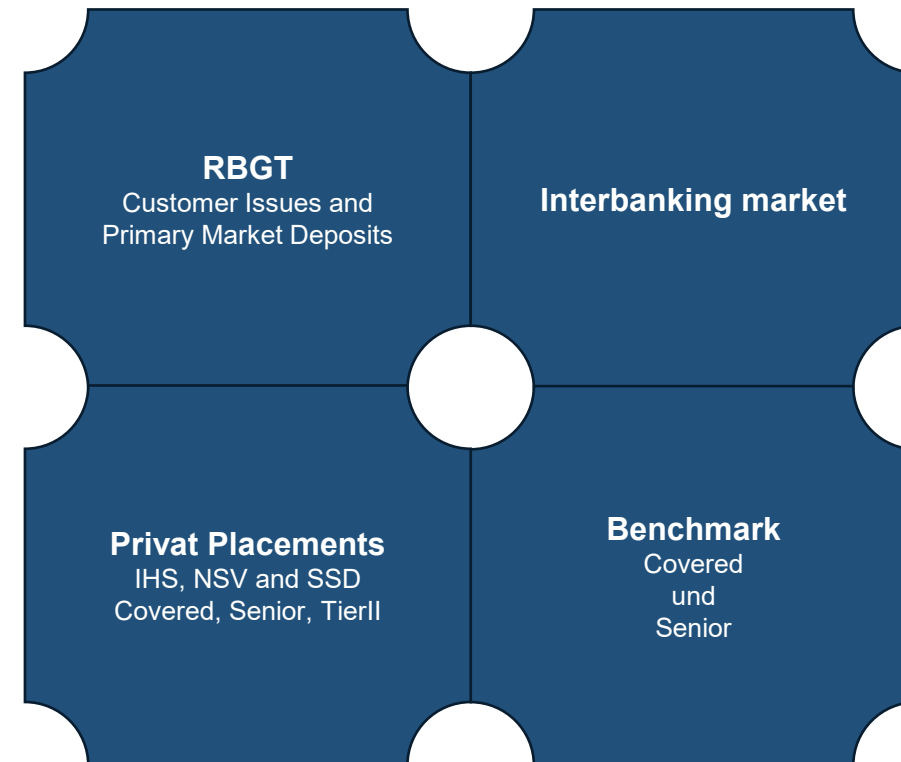 RBGT
Customer Issues and
Primary Market Deposits
Interbanking market
Privat Placements
IHS, NSV and SSD
Covered, Senior, TierII
Benchmark
Covered
und
Senior